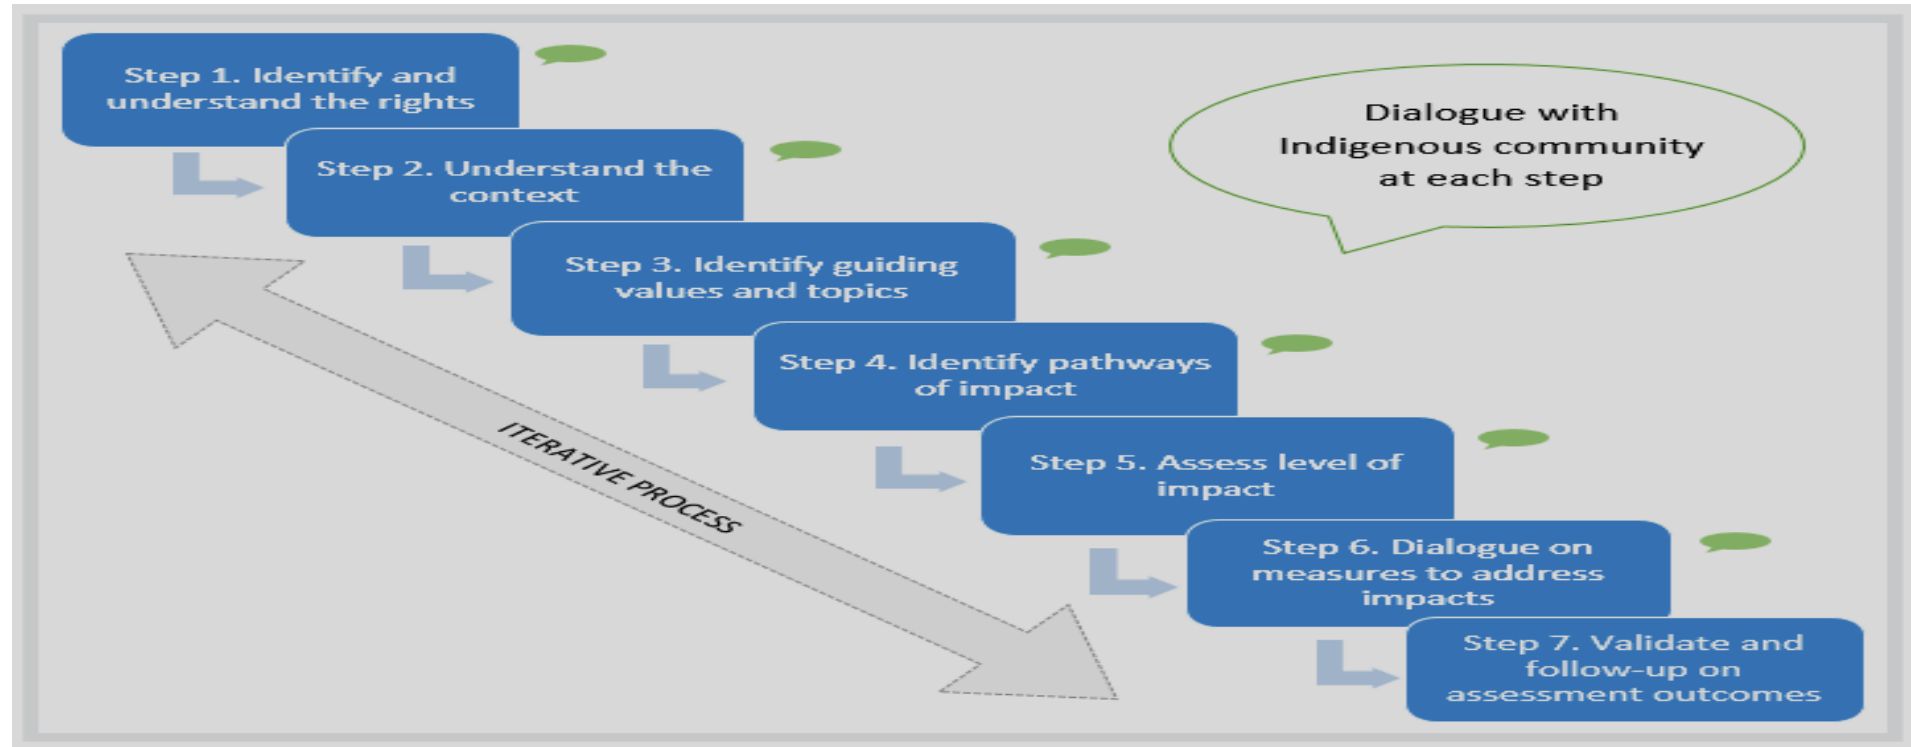 Step 1. Identify and
understand the rights
Step 2. Understand the
context
Step 3. Identify guiding
values and topics
Step 4. Identify pathways
of impact
Step 5. Assess level of
impact
Step 6. Dialogue on
measures to address
impacts
Step 7. Validate and
follow-up on
assessment outcomes
Dialogue with
Indigenous community
at each step
ITERATIVE PROCESS